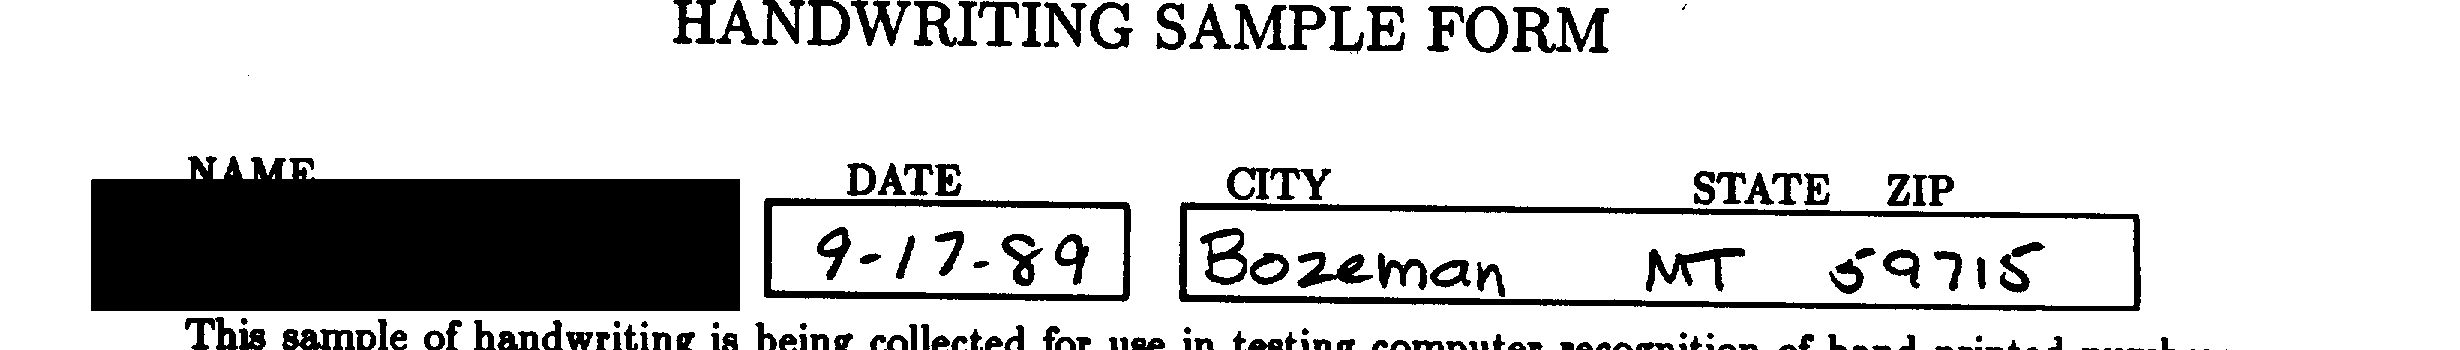 HANDWRITING SAMPLE FORM
NAME DATE CITY STATE ZIP
9-17-89 Bozeman MT 59715
This sample of handwriting is being collected for use in testing computer recognition of hand printed numbers